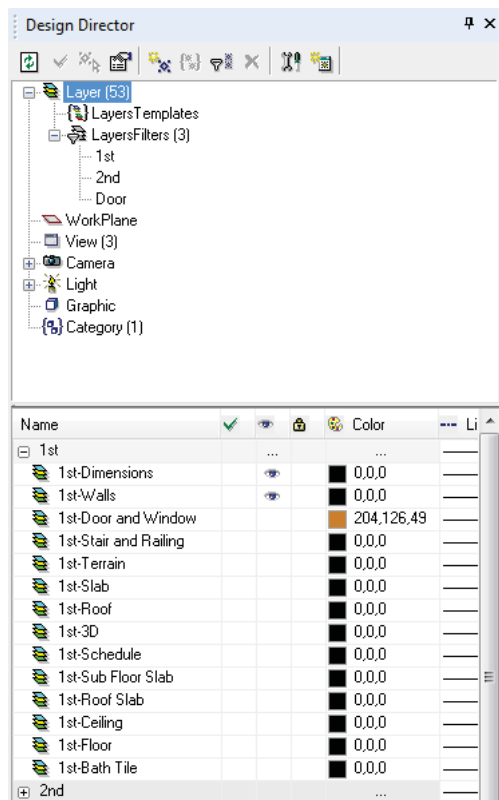 Design Director
Layer (53)
LayersTemplates
LayersFilters (3)
1st
2nd
Door
WorkPlane
View (3)
Camera
Light
Graphic
Category (1)
Name Color Li
1st ... ...
1st-Dimensions 0,0,0
1st-Walls 0,0,0
1st-Door and Window 204,126,49
1st-Stair and Railing 0,0,0
1st-Terrain 0,0,0
1st-Slab 0,0,0
1st-Roof 0,0,0
1st-3D 0,0,0
1st-Schedule 0,0,0
1st-Sub Floor Slab 0,0,0
1st-Roof Slab 0,0,0
1st-Ceiling 0,0,0
1st-Floor 0,0,0
1st-Bath Tile 0,0,0
2nd ...